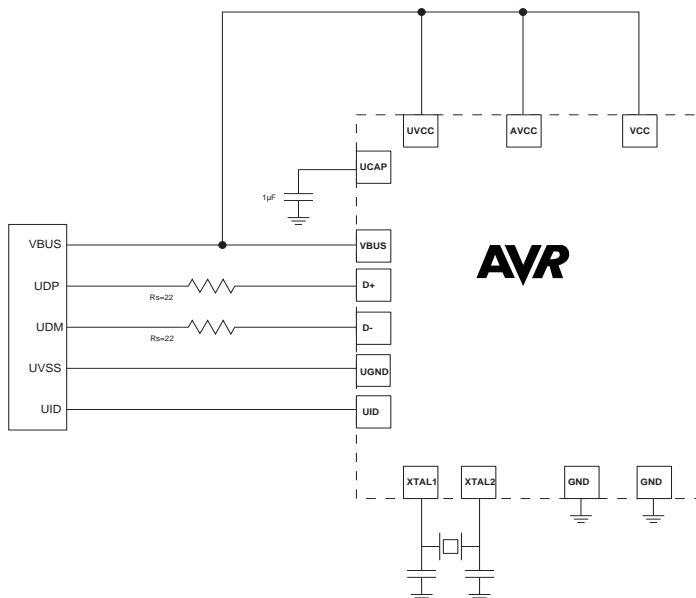 UVCC
AVCC
VCC
UCAP
1µF
VBUS
VBUS
AVR
UDP
Rs=22
D+
UDM
Rs=22
D-
UVSS
UGND
UID
UID
XTAL1
XTAL2
GND
GND